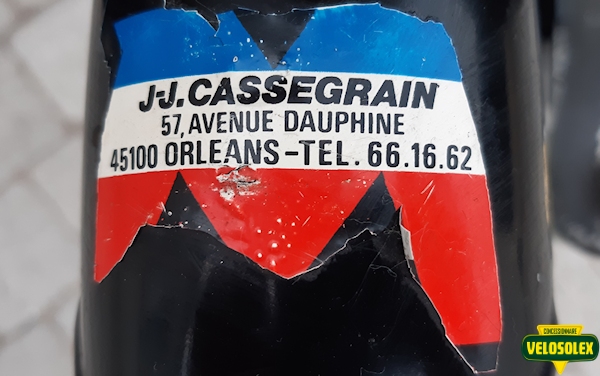 J-J. CASSEGRAIN
57, AVENUE DAUPHINE
45100 ORLEANS - TEL. 66.16.62
CONCESSIONNAIRE
VELOSOLEX